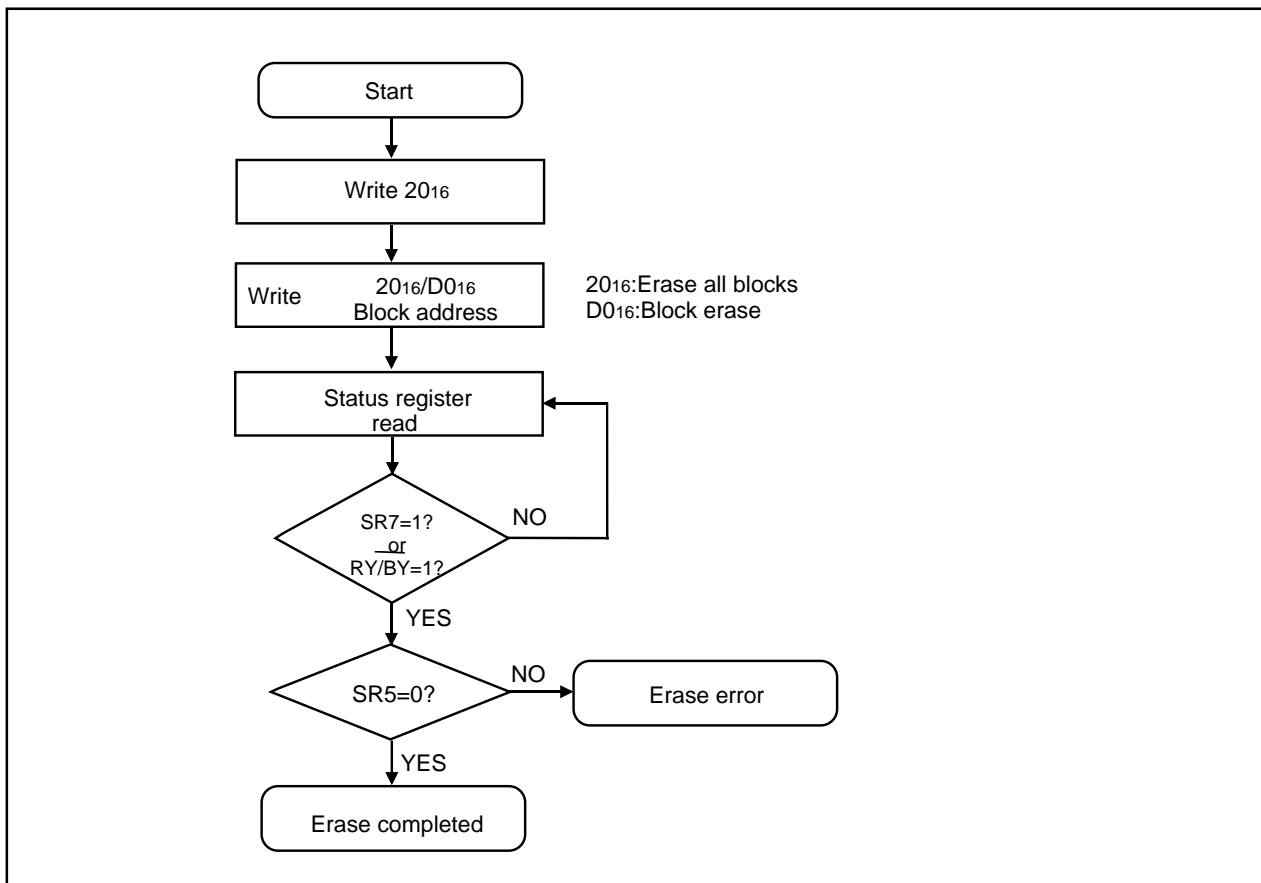 Start
Write 2016
Write 2016/D016
Block address
2016:Erase all blocks
D016:Block erase
Status register
read
SR7=1?
or
RY/BY=1?
NO
YES
SR5=0?
NO
Erase error
YES
Erase completed